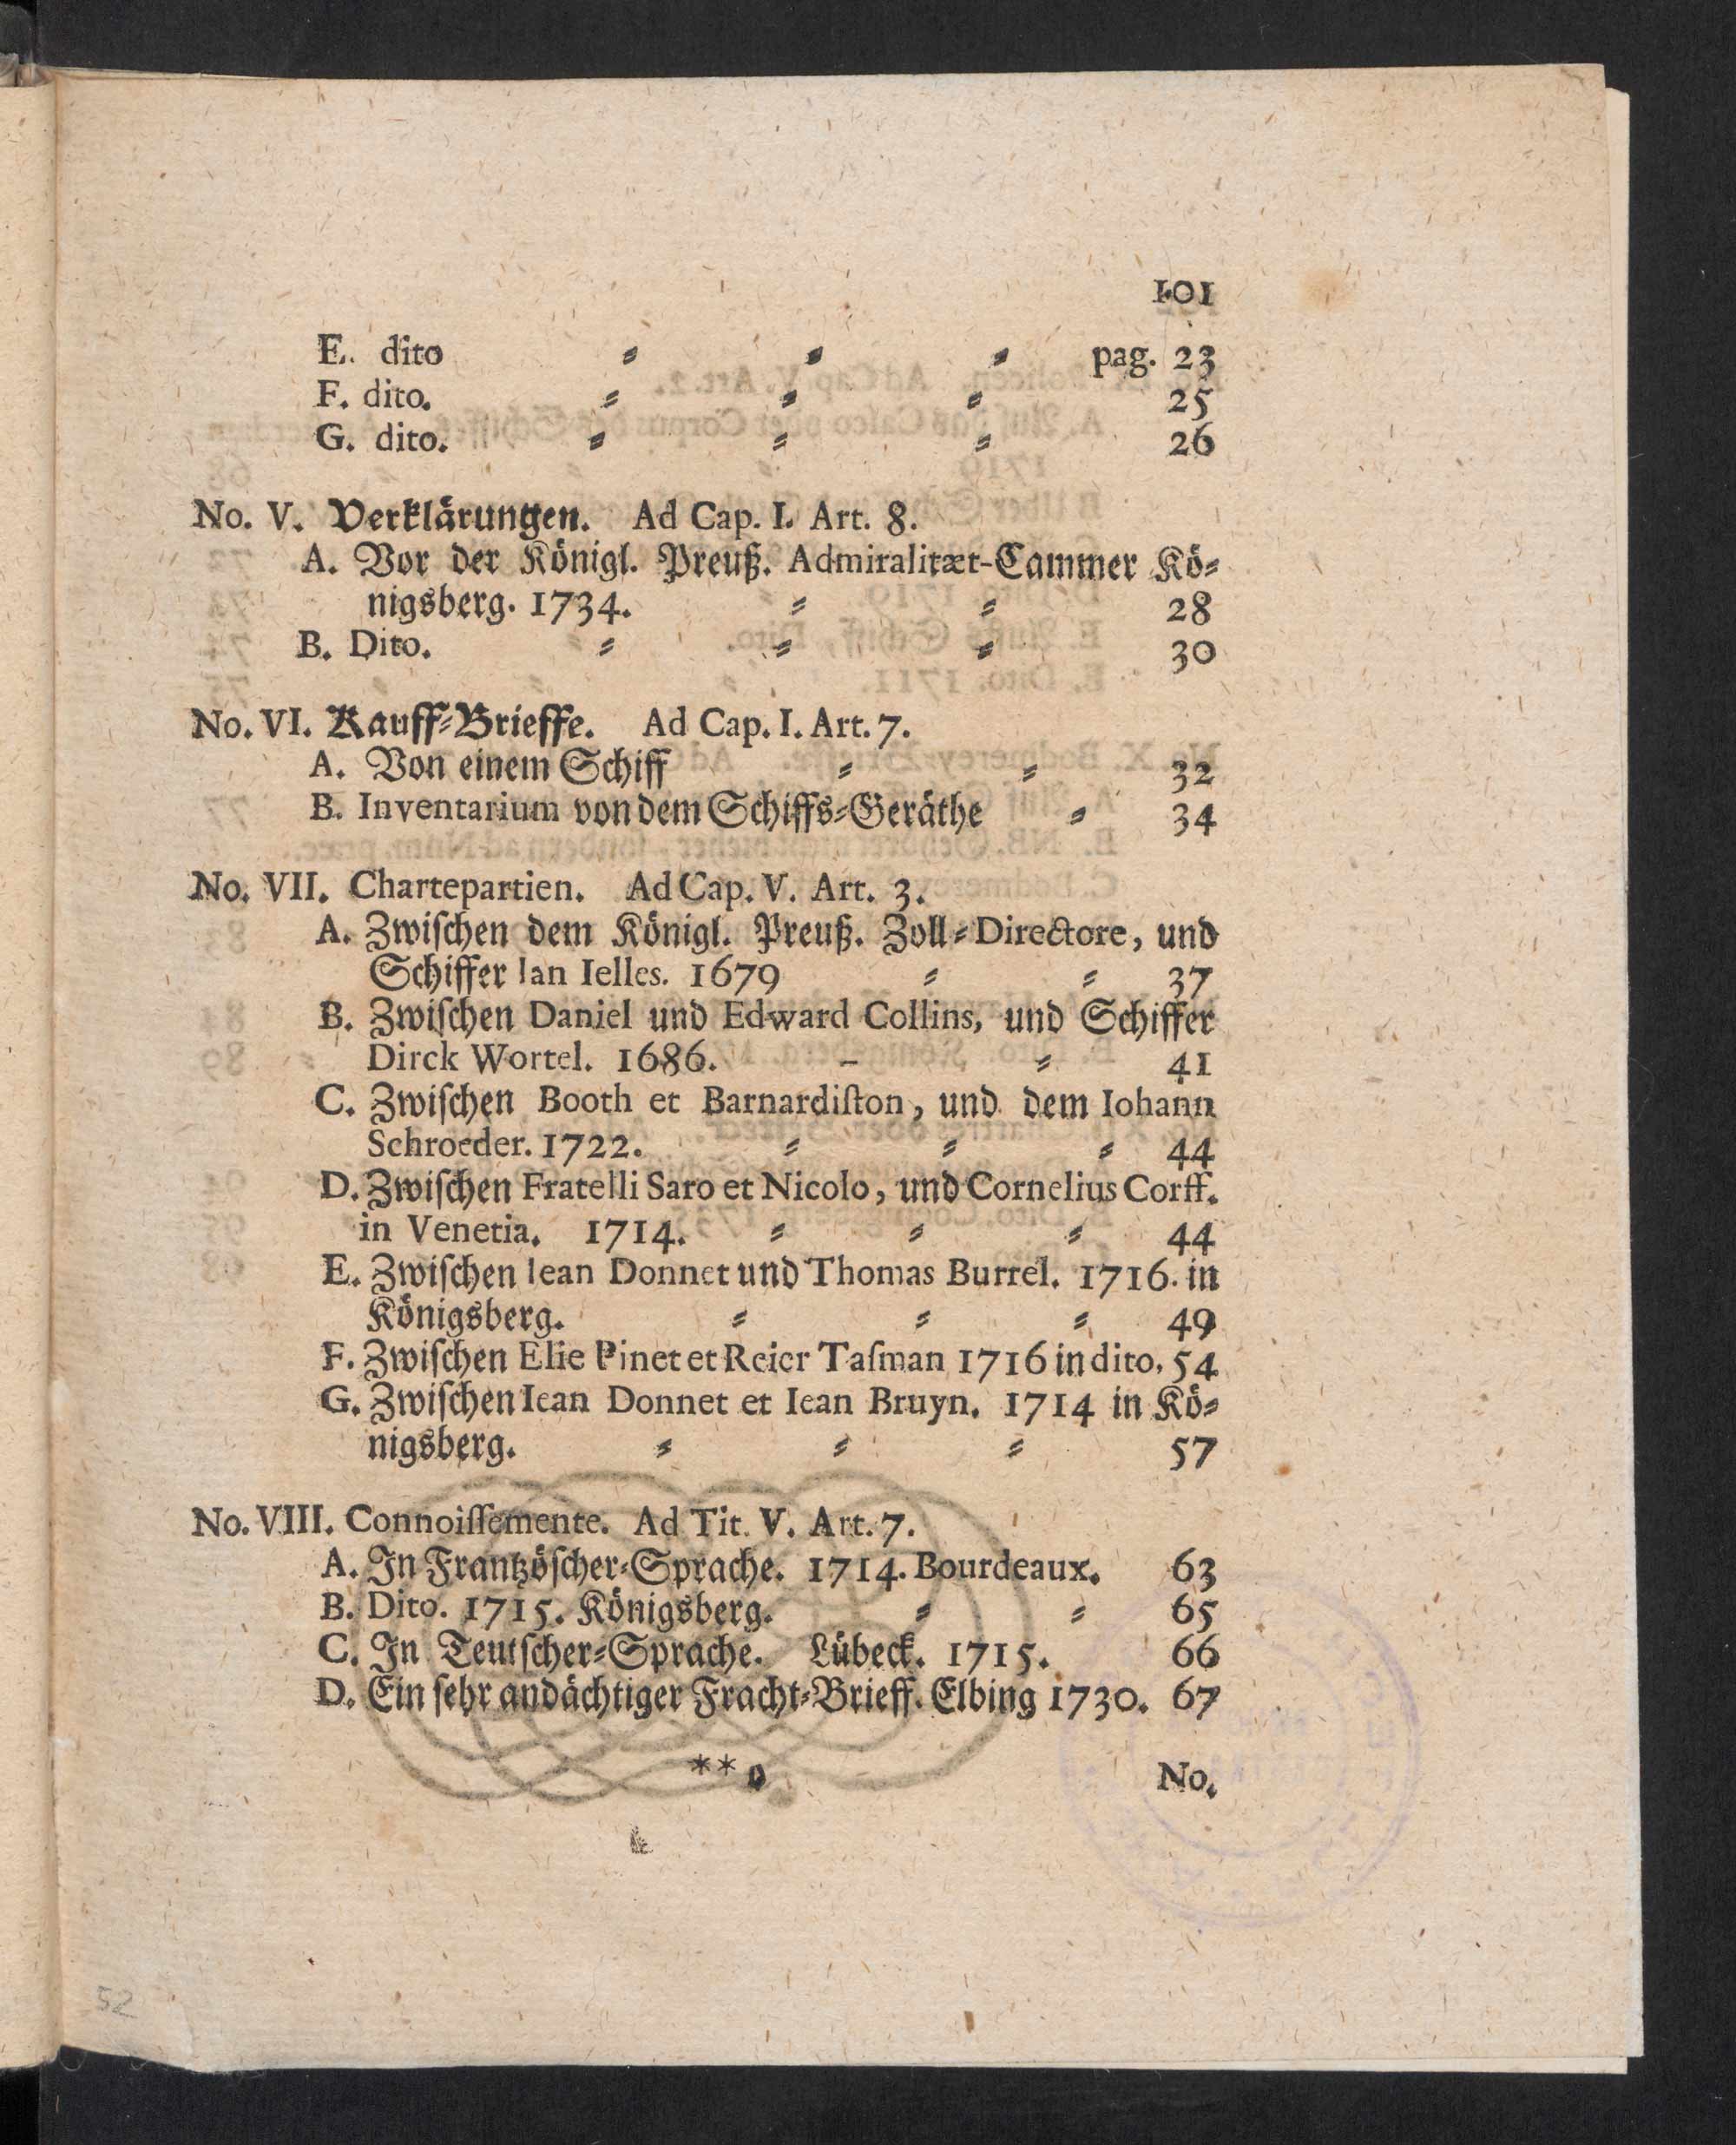 101
E. dito ⸗ ⸗ ⸗ pag. 23
F. dito. ⸗ ⸗ ⸗ 25
G. dito. ⸗ ⸗ ⸗ 26
No. V. Verklärungen. Ad Cap. I. Art. 8.
A. Vor der Königl. Preuß. Admiralitæt-Cammer Kö⸗
nigsberg. 1734. ⸗ ⸗ 28
B. Dito. ⸗ ⸗ ⸗ 30
No. VI. Kauff⸗Brieffe. Ad Cap. I. Art. 7.
A. Von einem Schiff ⸗ ⸗ 32
B. Inventarium von dem Schiffs⸗Geräthe ⸗ 34
No. VII. Chartepartien. Ad Cap. V. Art. 3.
A. Zwiſchen dem Königl. Preuß. Zoll⸗Directore, und
Schiffer Ian Ielles. 1679 ⸗ ⸗ 37
B. Zwiſchen Daniel und Edward Collins, und Schiffer
Dirck Wortel. 1686. – ⸗ 41
C. Zwiſchen Booth et Barnardiſton, und dem Iohann
Schroeder. 1722. ⸗ ⸗ ⸗ 44
D. Zwiſchen Fratelli Saro et Nicolo, und Cornelius Corff.
in Venetia. 1714. ⸗ ⸗ ⸗ 44
E. Zwiſchen Iean Donnet und Thomas Burrel. 1716. in
Königsberg. ⸗ ⸗ ⸗ 49
F. Zwiſchen Elie Pinet et Reier Taſman 1716 in dito, 54
G. Zwiſchen Iean Donnet et Iean Bruyn. 1714 in Kö⸗
nigsberg. ⸗ ⸗ ⸗ 57
No. VIII. Connoiſſemente. Ad Tit. V. Art. 7.
A. In Frantzöſcher⸗Sprache. 1714. Bourdeaux. 63
B. Dito. 1715. Königsberg. ⸗ ⸗ 65
C. In Teutſcher⸗Sprache. Lübeck. 1715. 66
D. Ein ſehr andächtiger Fracht⸗Brieff. Elbing 1730. 67
** o No.
52